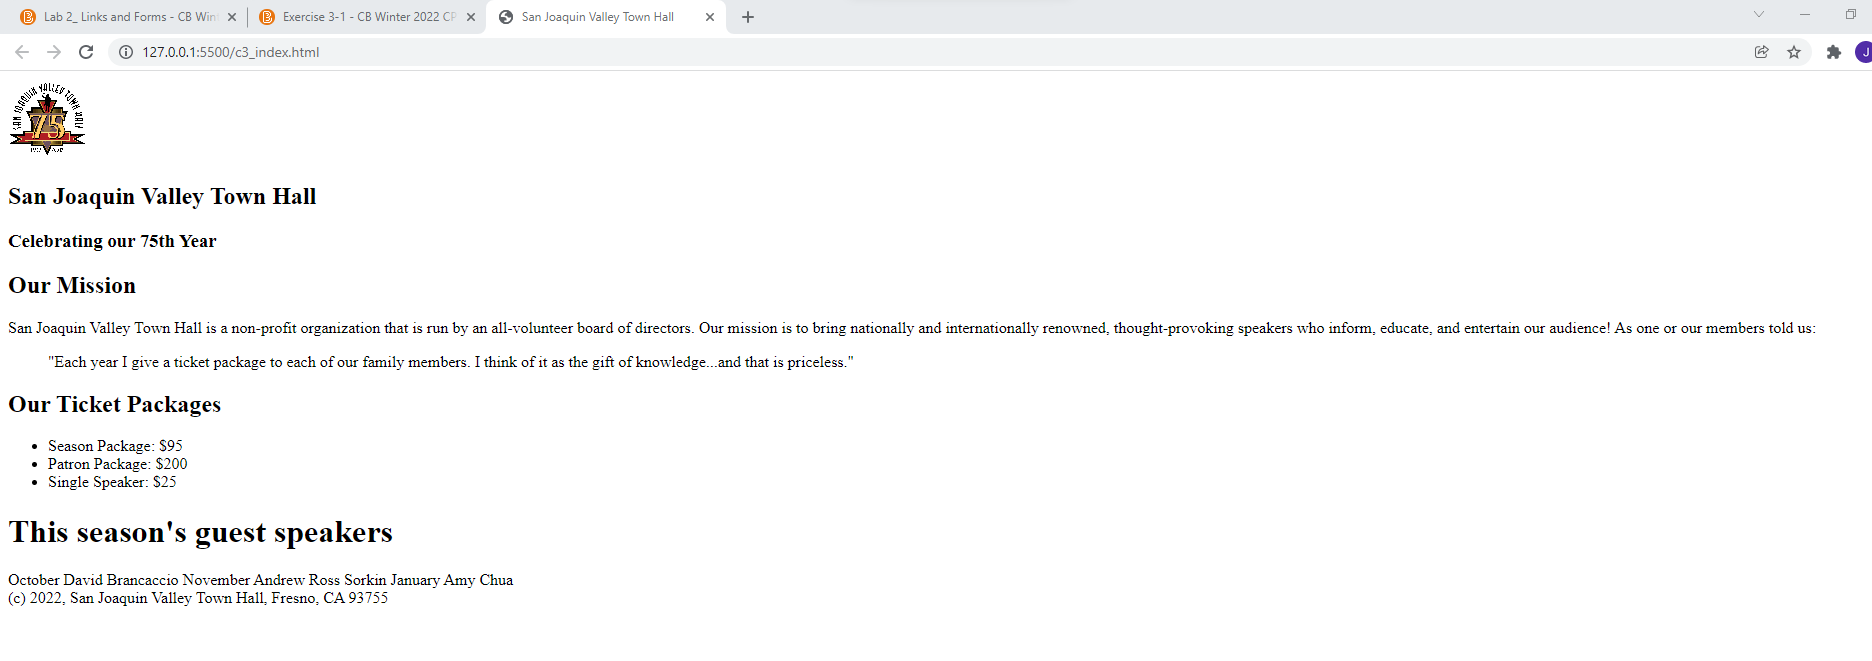 Lab 2_ Links and Forms - CB Win
Exercise 3-1 - CB Winter 2022 CP
San Joaquin Valley Town Hall
127.0.0.1:5500/c3_index.html
J
SAN JOAQUIN VALLEY TOWN HALL
75
San Joaquin Valley Town Hall
Celebrating our 75th Year
Our Mission
San Joaquin Valley Town Hall is a non-profit organization that is run by an all-volunteer board of directors. Our mission is to bring nationally and internationally renowned, thought-provoking speakers who inform, educate, and entertain our audience! As one or our members told us:
"Each year I give a ticket package to each of our family members. I think of it as the gift of knowledge...and that is priceless."
Our Ticket Packages
• Season Package: $95
• Patron Package: $200
• Single Speaker: $25
This season's guest speakers
October David Brancaccio November Andrew Ross Sorkin January Amy Chua
(c) 2022, San Joaquin Valley Town Hall, Fresno, CA 93755